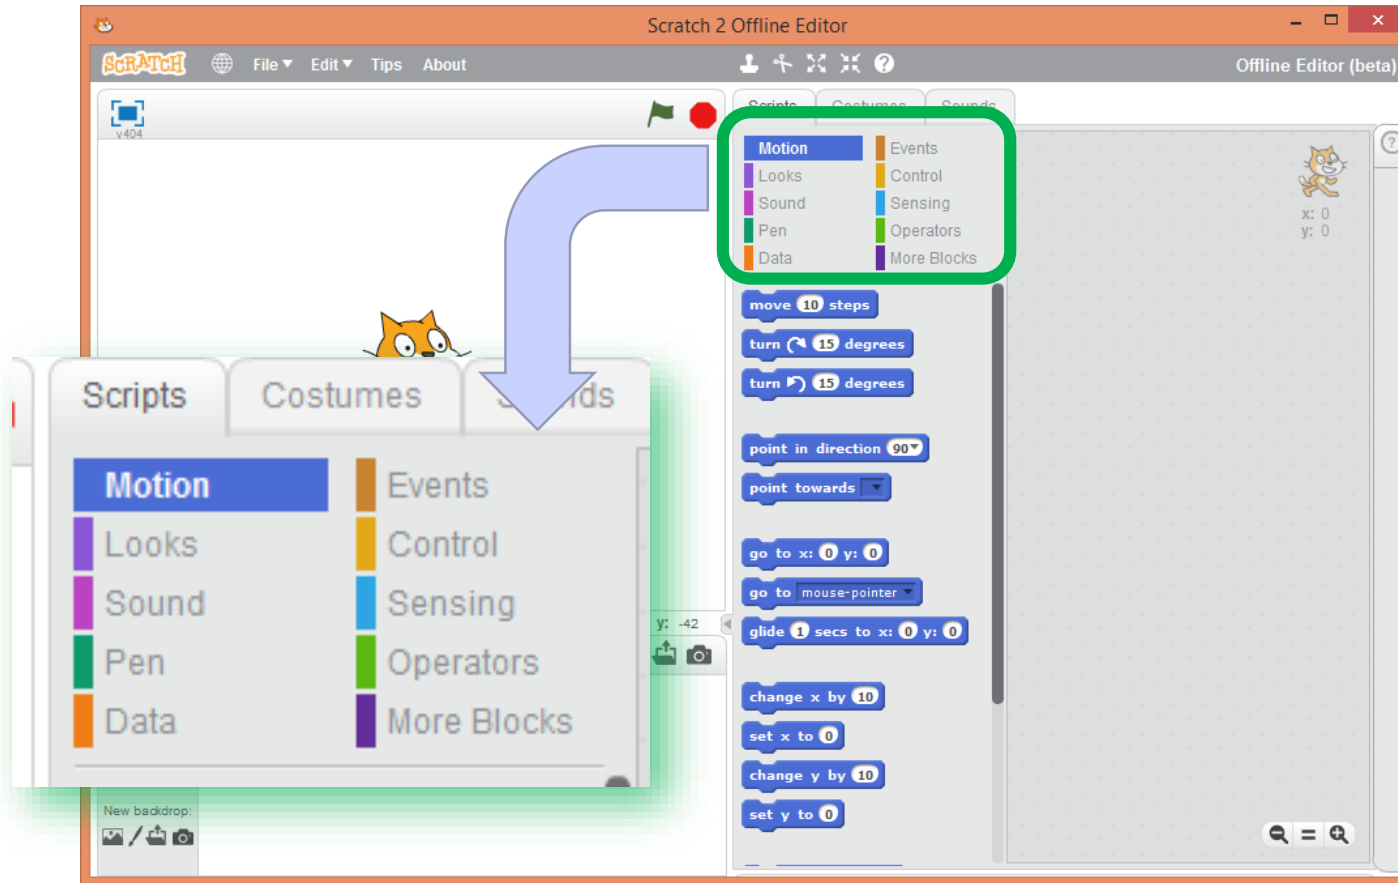 Scratch 2 Offline Editor
SCRATCH File Edit Tips About Offline Editor (beta)
v404
Scripts Costumes Sounds
Motion Events
Looks Control
Sound Sensing
Pen Operators
Data More Blocks
x: 0
y: 0
move 10 steps
turn 15 degrees
turn 15 degrees
point in direction 90
point towards
go to x: 0 y: 0
go to mouse-pointer
glide 1 secs to x: 0 y: 0
change x by 10
set x to 0
change y by 10
set y to 0
Scripts Costumes
Motion Events
Looks Control
Sound Sensing
Pen Operators
Data More Blocks
y: -42
New backdrop: